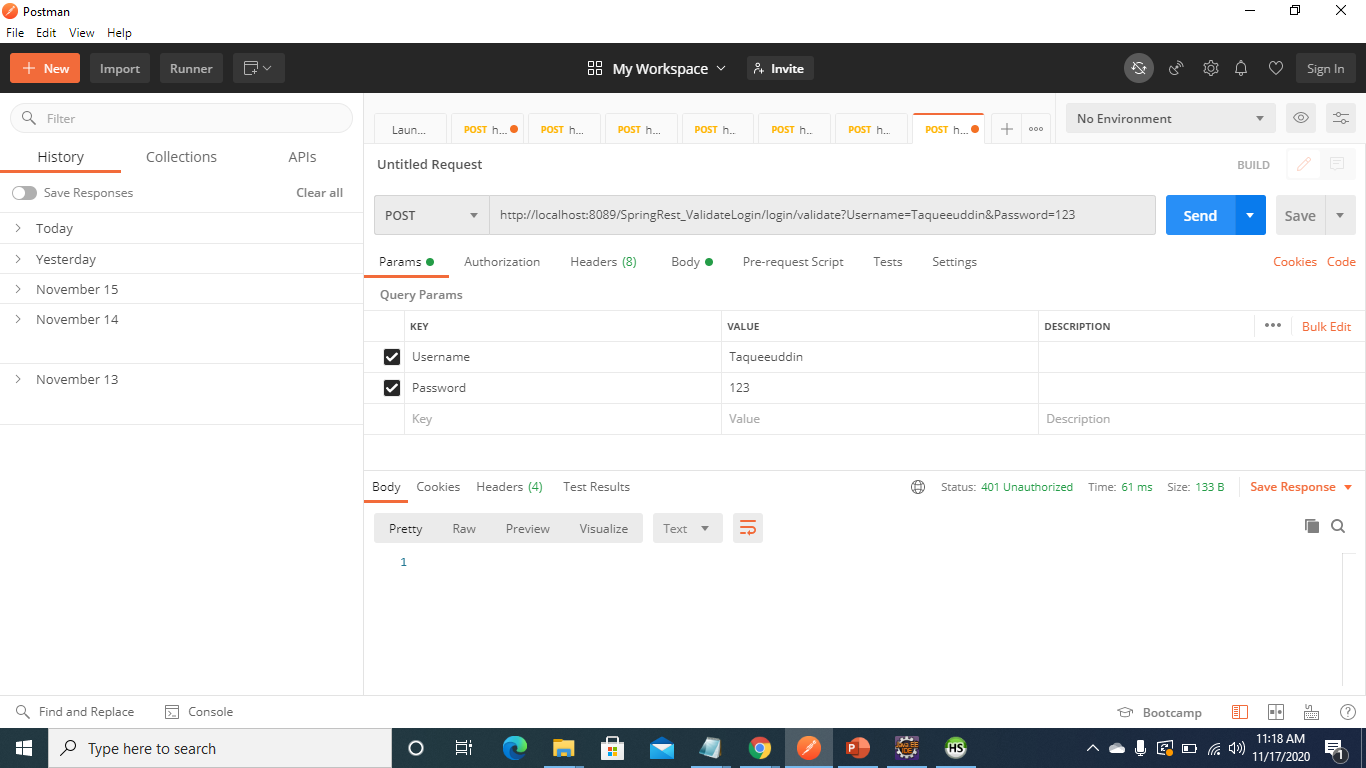 Postman
File Edit View Help
New Import Runner My Workspace Invite Sign In
Filter
History Collections APIs
Save Responses Clear all
Today
Yesterday
November 15
November 14
November 13
Laun... POST h... POST h... POST h... POST h... POST h... POST h... POST h... No Environment
Untitled Request BUILD
POST http://localhost:8089/SpringRest_ValidateLogin/login/validate?Username=Taqueeuddin&Password=123 Send Save
Params Authorization Headers (8) Body Pre-request Script Tests Settings Cookies Code
Query Params
KEY VALUE DESCRIPTION Bulk Edit
Username Taqueeuddin
Password 123
Key Value Description
Body Cookies Headers (4) Test Results Status: 401 Unauthorized Time: 61 ms Size: 133 B Save Response
Pretty Raw Preview Visualize Text
1
Find and Replace Console Bootcamp
Type here to search HS 11:18 AM
11/17/2020 1